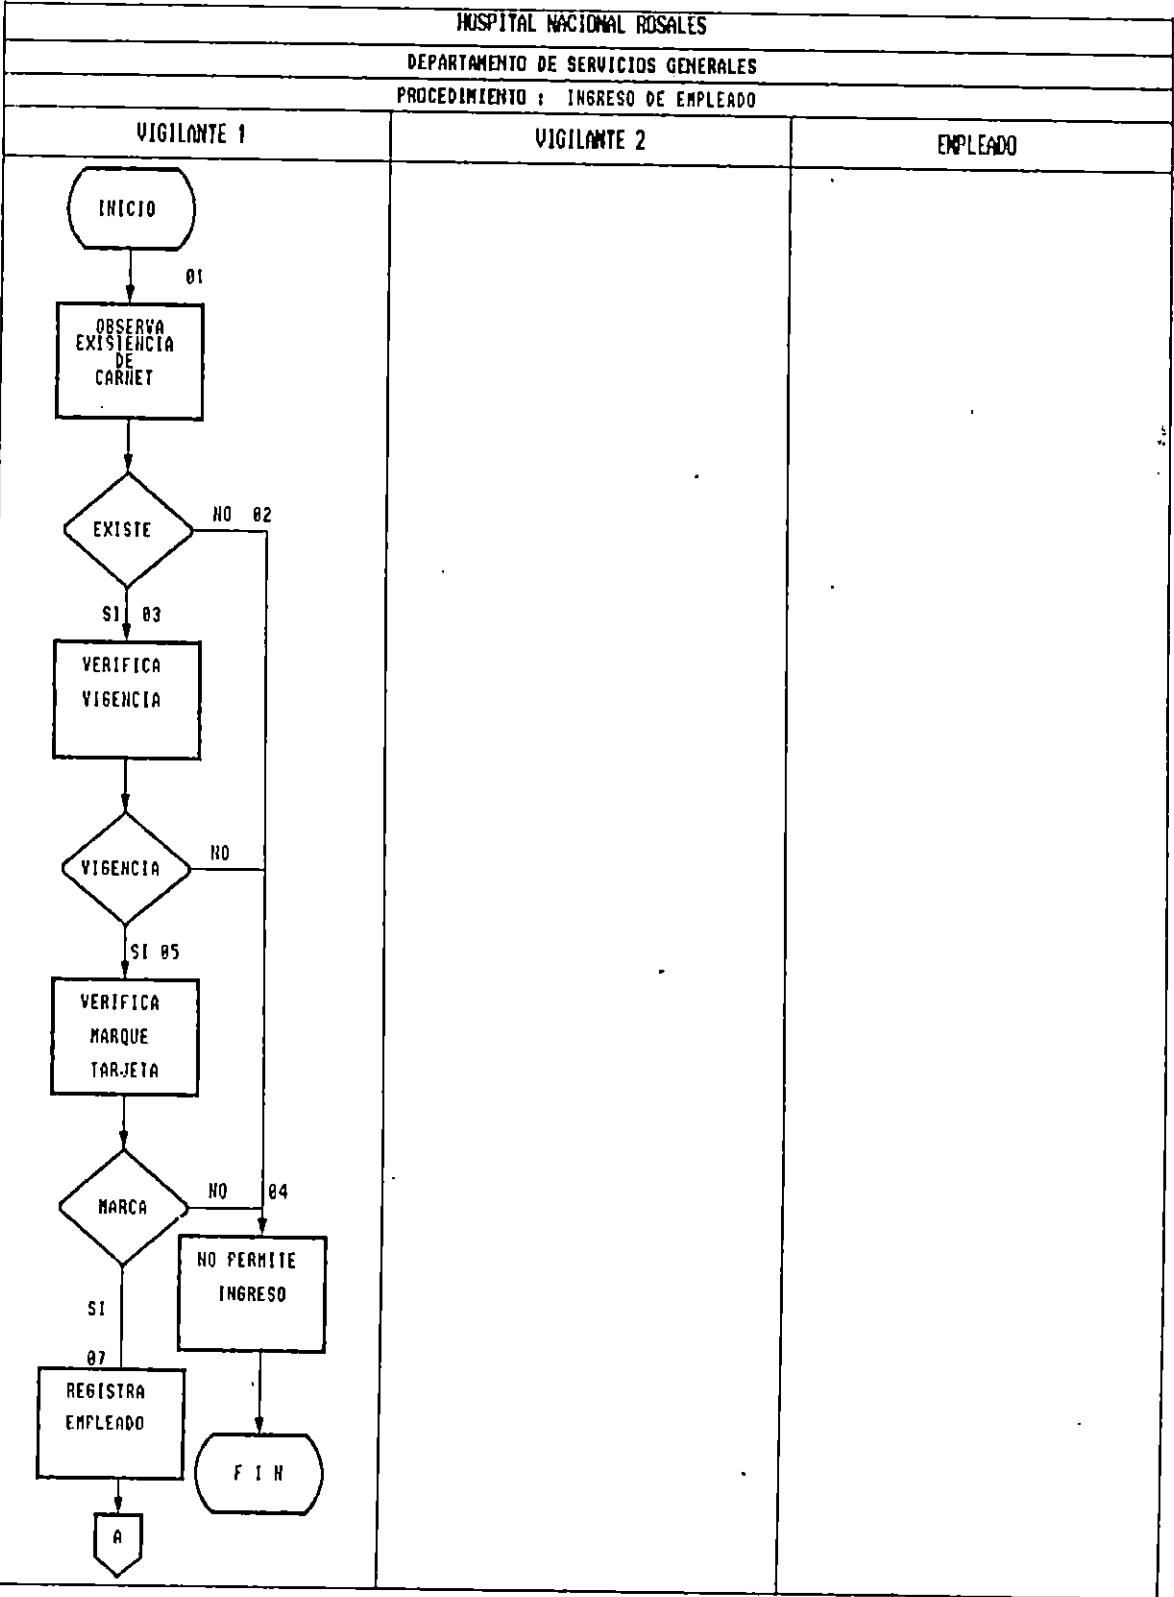 HOSPITAL NACIONAL ROSALES
DEPARTAMENTO DE SERVICIOS GENERALES
PROCEDIMIENTO : INGRESO DE EMPLEADO
VIGILANTE 1
VIGILANTE 2
EMPLEADO
INICIO
01
OBSERVA
EXISTENCIA
DE
CARNET
EXISTE
NO 02
SI 03
VERIFICA
VIGENCIA
VIGENCIA
NO
SI 05
VERIFICA
MARQUE
TARJETA
MARCA
NO 04
NO PERMITE
INGRESO
SI
07
REGISTRA
EMPLEADO
F I N
A